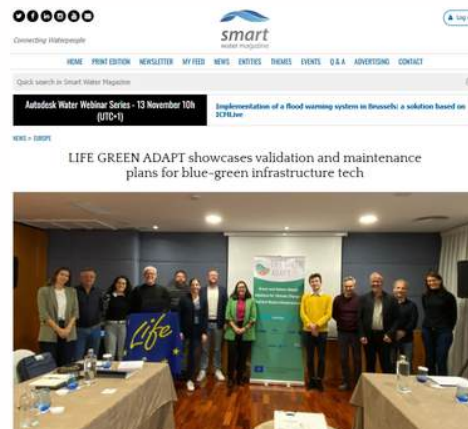 Log
Connecting Waterpeople
smart
water magazine
HOME PRINT EDITION NEWSLETTER MY FEED NEWS ENTITIES THEMES EVENTS Q & A ADVERTISING CONTACT
Quick search in Smart Water Magazine
Autodesk Water Webinar Series - 13 November 10h
(UTC+1)
Implementation of a flood warning system in Brussels: a solution based on
ICMLive
NEWS » EUROPE
LIFE GREEN ADAPT showcases validation and maintenance
plans for blue-green infrastructure tech
Life